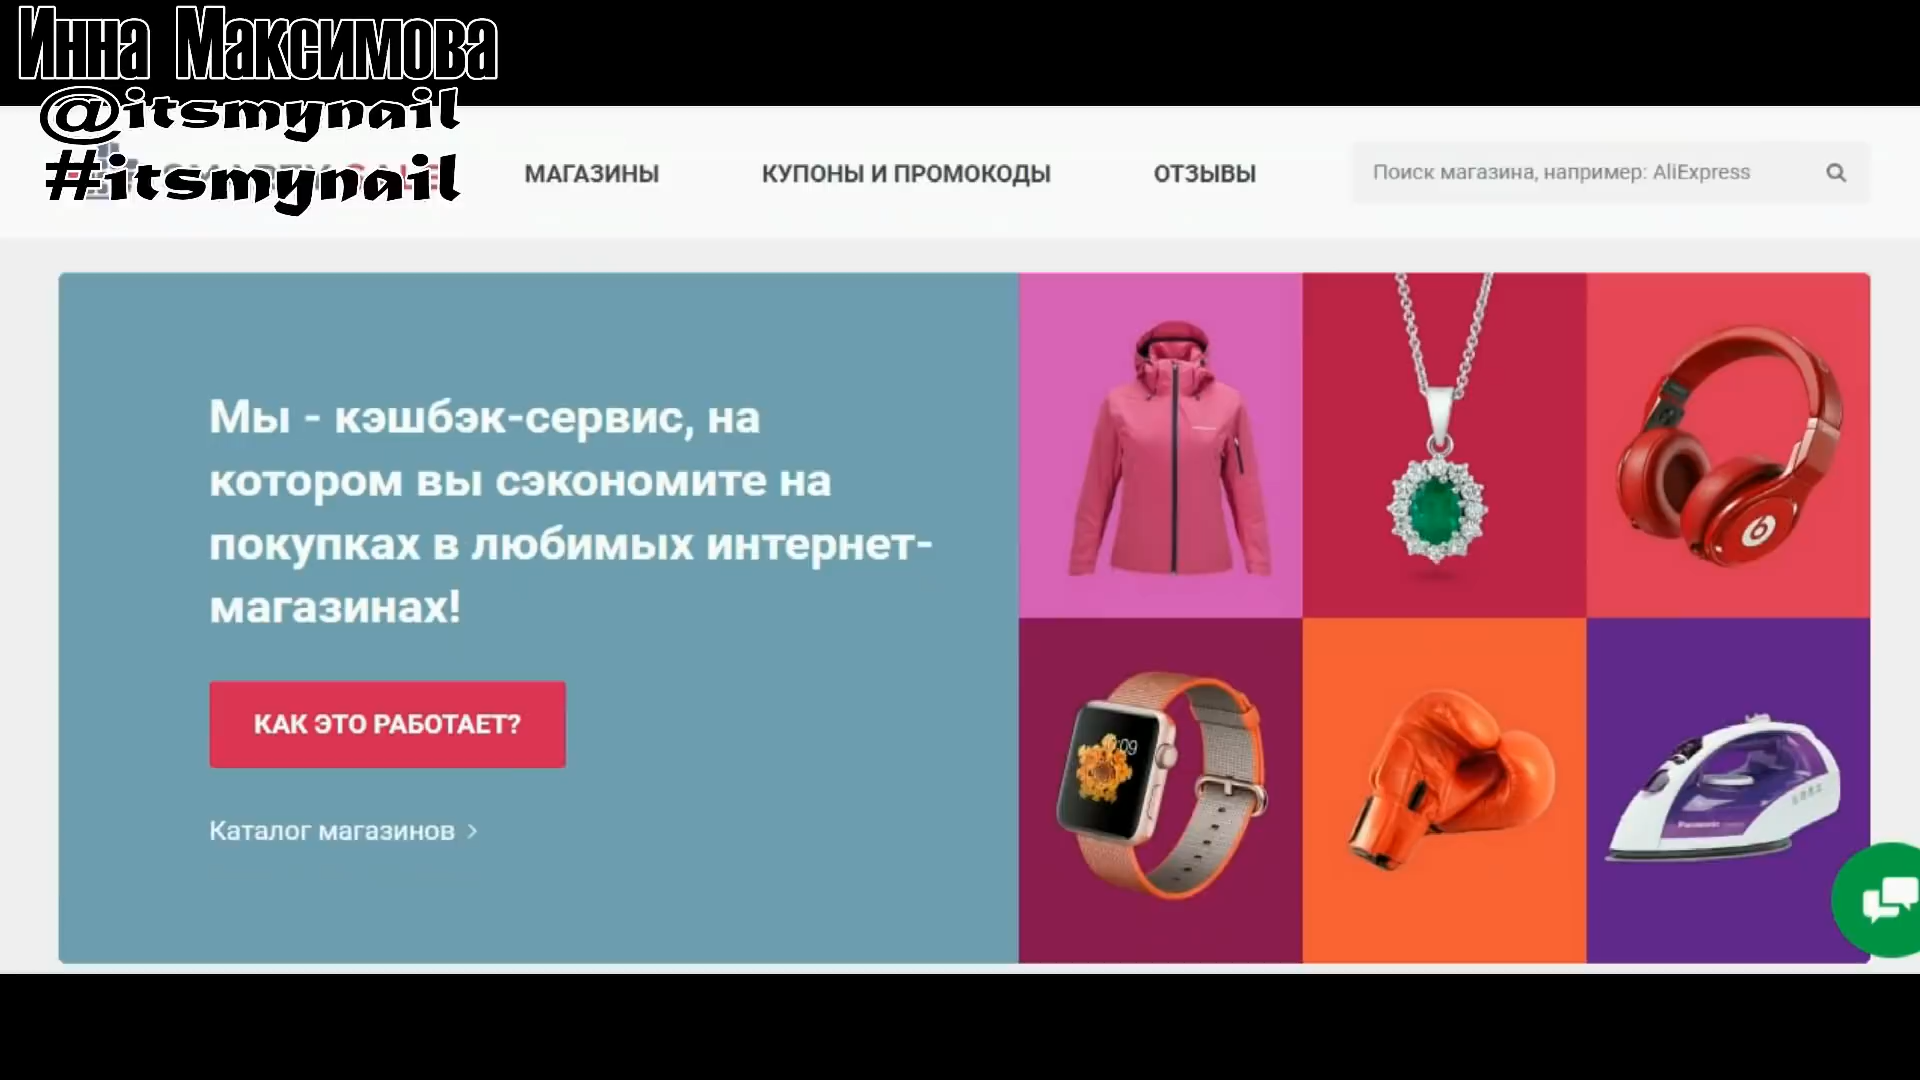 Инна Максимова
@itsmynail
#itsmynail
МАГАЗИНЫ
КУПОНЫ И ПРОМОКОДЫ
ОТЗЫВЫ
Поиск магазина, например: AliExpress
Мы - кэшбэк-сервис, на
котором вы сэкономите на
покупках в любимых интернет-
магазинах!
КАК ЭТО РАБОТАЕТ?
Каталог магазинов >
Panasonic